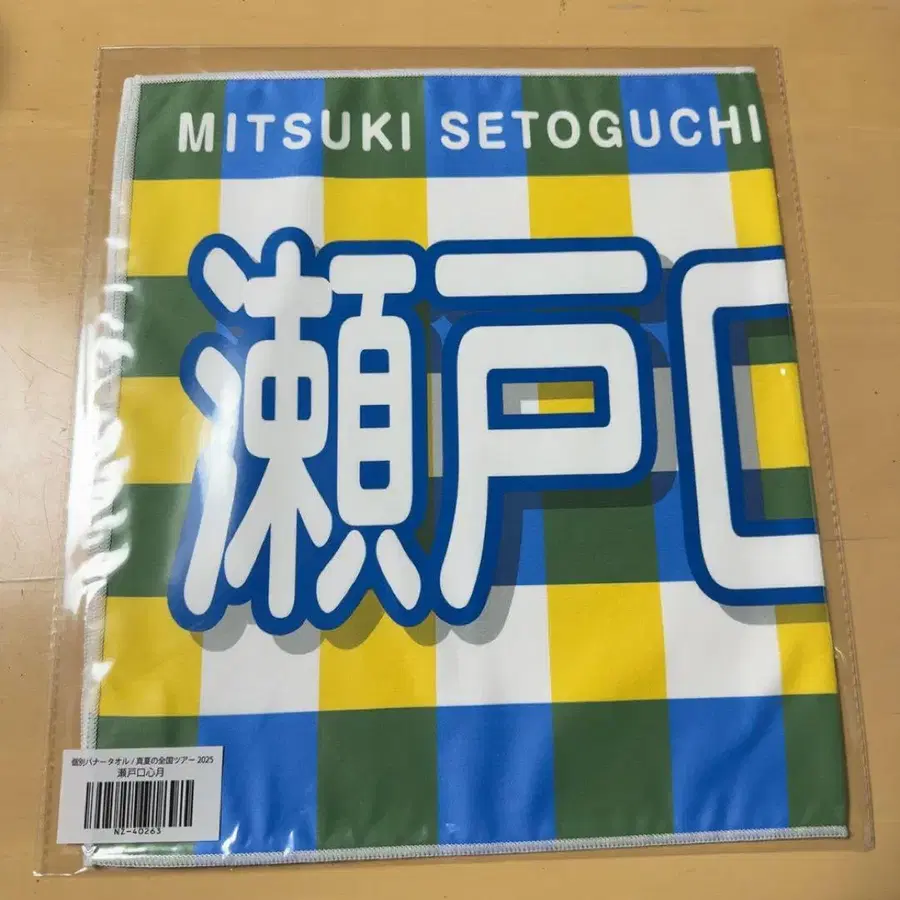 MITSUKI SETOGUCHI
瀬戸口
個別バナータオル / 真夏の全国ツアー 2025
瀬戸口心月
NZ-40263